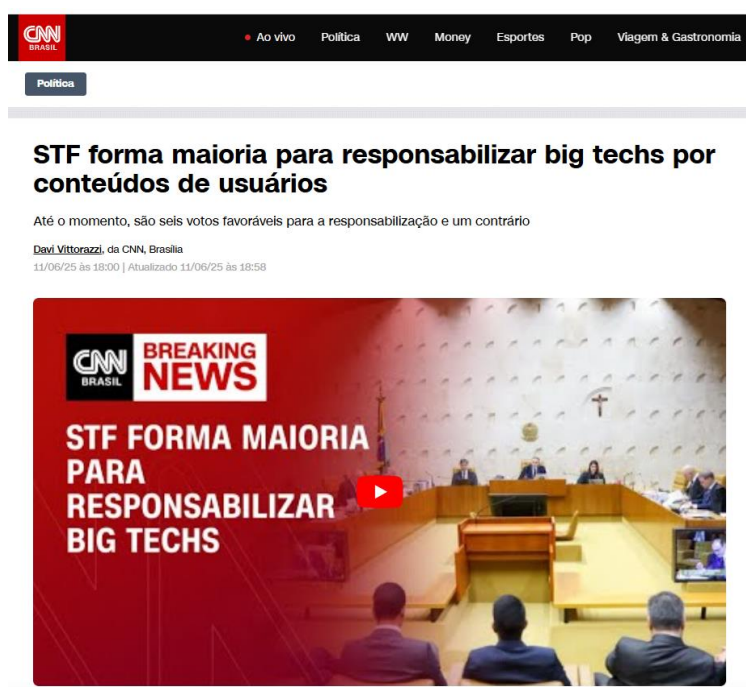 CNN
BRASIL
Ao vivo Política WW Money Esportes Pop Viagem & Gastronomia
Política
STF forma maioria para responsabilizar big techs por
conteúdos de usuários
Até o momento, são seis votos favoráveis para a responsabilização e um contrário
Davi Vittorazzi, da CNN, Brasília
11/06/25 às 18:00 | Atualizado 11/06/25 às 18:58
CNN
BRASIL
BREAKING
NEWS
STF FORMA MAIORIA
PARA
RESPONSABILIZAR
BIG TECHS